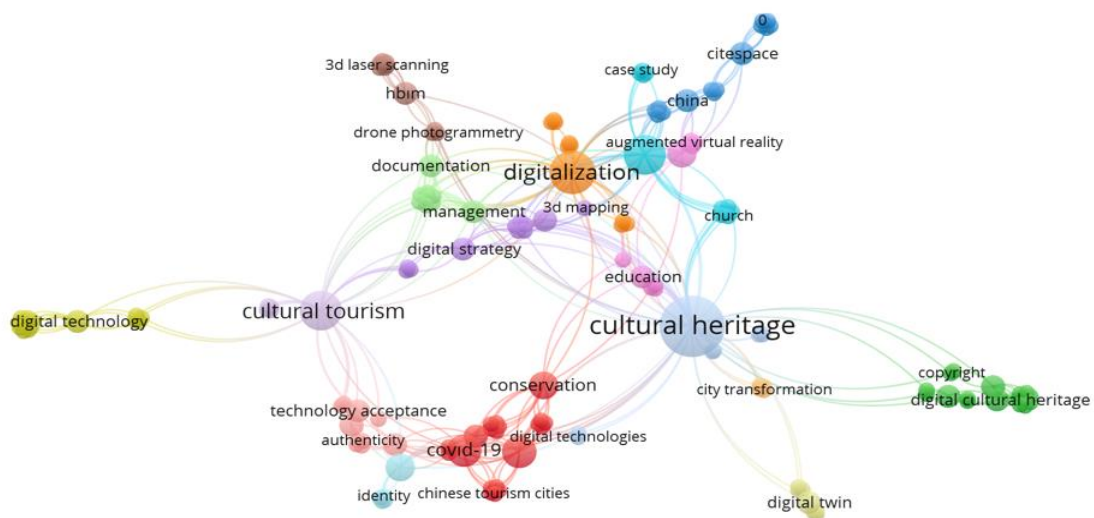 0
citespace
3d laser scanning
case study
hbim
china
drone photogrammetry
augmented virtual reality
documentation
digitalization
management
3d mapping
church
digital strategy
education
cultural tourism
digital technology
cultural heritage
copyright
conservation
city transformation
digital cultural heritage
technology acceptance
authenticity
covid-19
digital technologies
identity
chinese tourism cities
digital twin